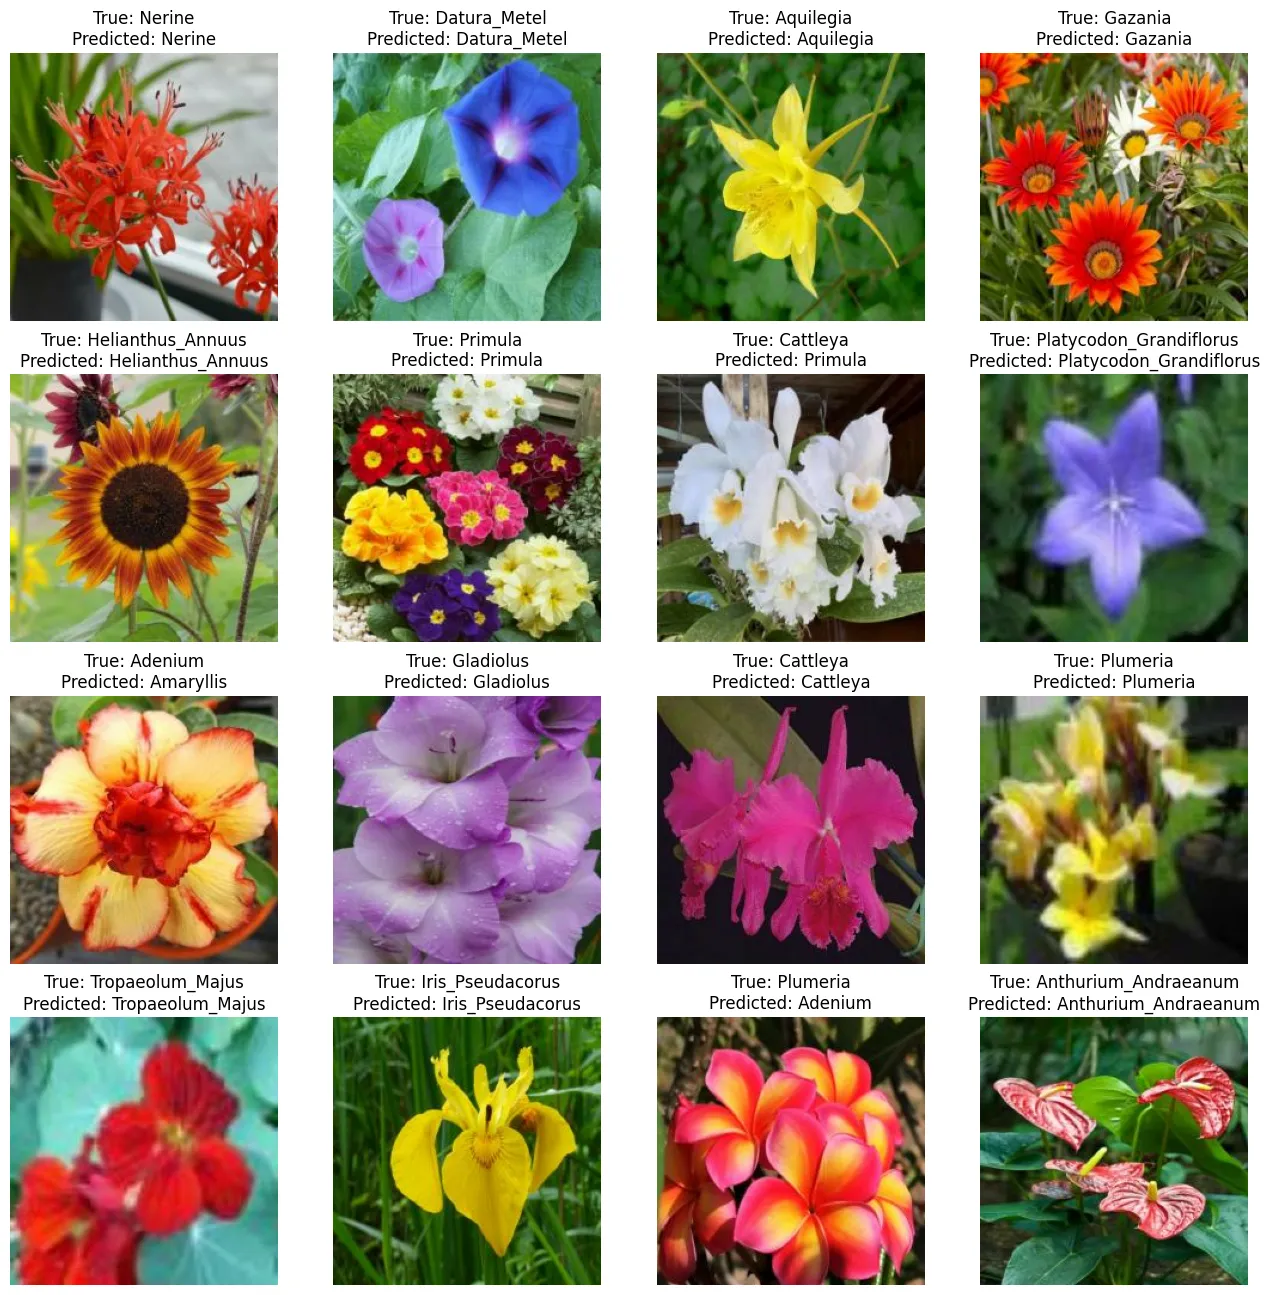 True: Nerine
Predicted: Nerine
True: Datura_Metel
Predicted: Datura_Metel
True: Aquilegia
Predicted: Aquilegia
True: Gazania
Predicted: Gazania
True: Helianthus_Annuus
Predicted: Helianthus_Annuus
True: Primula
Predicted: Primula
True: Cattleya
Predicted: Primula
True: Platycodon_Grandiflorus
Predicted: Platycodon_Grandiflorus
True: Adenium
Predicted: Amaryllis
True: Gladiolus
Predicted: Gladiolus
True: Cattleya
Predicted: Cattleya
True: Plumeria
Predicted: Plumeria
True: Tropaeolum_Majus
Predicted: Tropaeolum_Majus
True: Iris_Pseudacorus
Predicted: Iris_Pseudacorus
True: Plumeria
Predicted: Adenium
True: Anthurium_Andraeanum
Predicted: Anthurium_Andraeanum